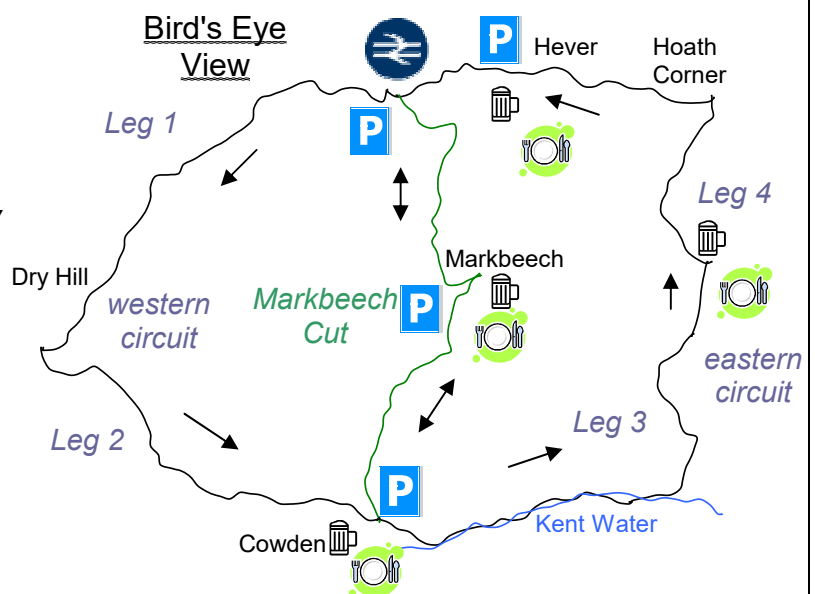 Bird's Eye
View
P
Hever
Hoath
Corner
Leg 1
P
Leg 4
Dry Hill
Markbeech
western
circuit
Markbeech
Cut
P
eastern
circuit
Leg 2
Leg 3
P
Kent Water
Cowden